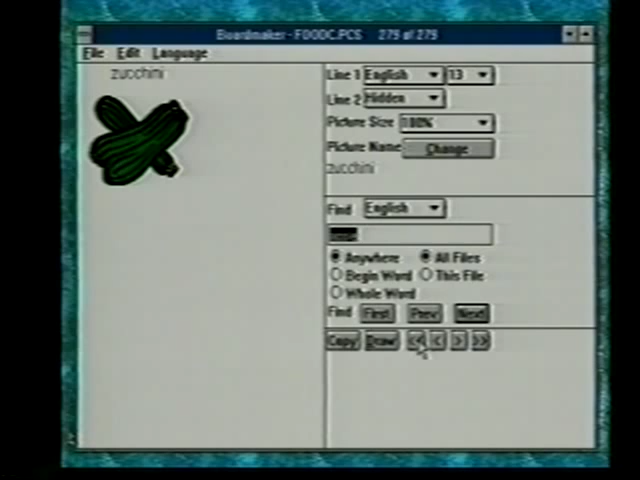 Boardmaker - FOODC.PCS 279 of 279
File Edit Language
zucchini
Line 1 English 13
Line 2 Hidden
Picture Size 100%
Picture Name Change
zucchini
Find English
Anywhere All Files
Begin Word This File
Whole Word
Find First Prev Next
Copy Draw << < > >>